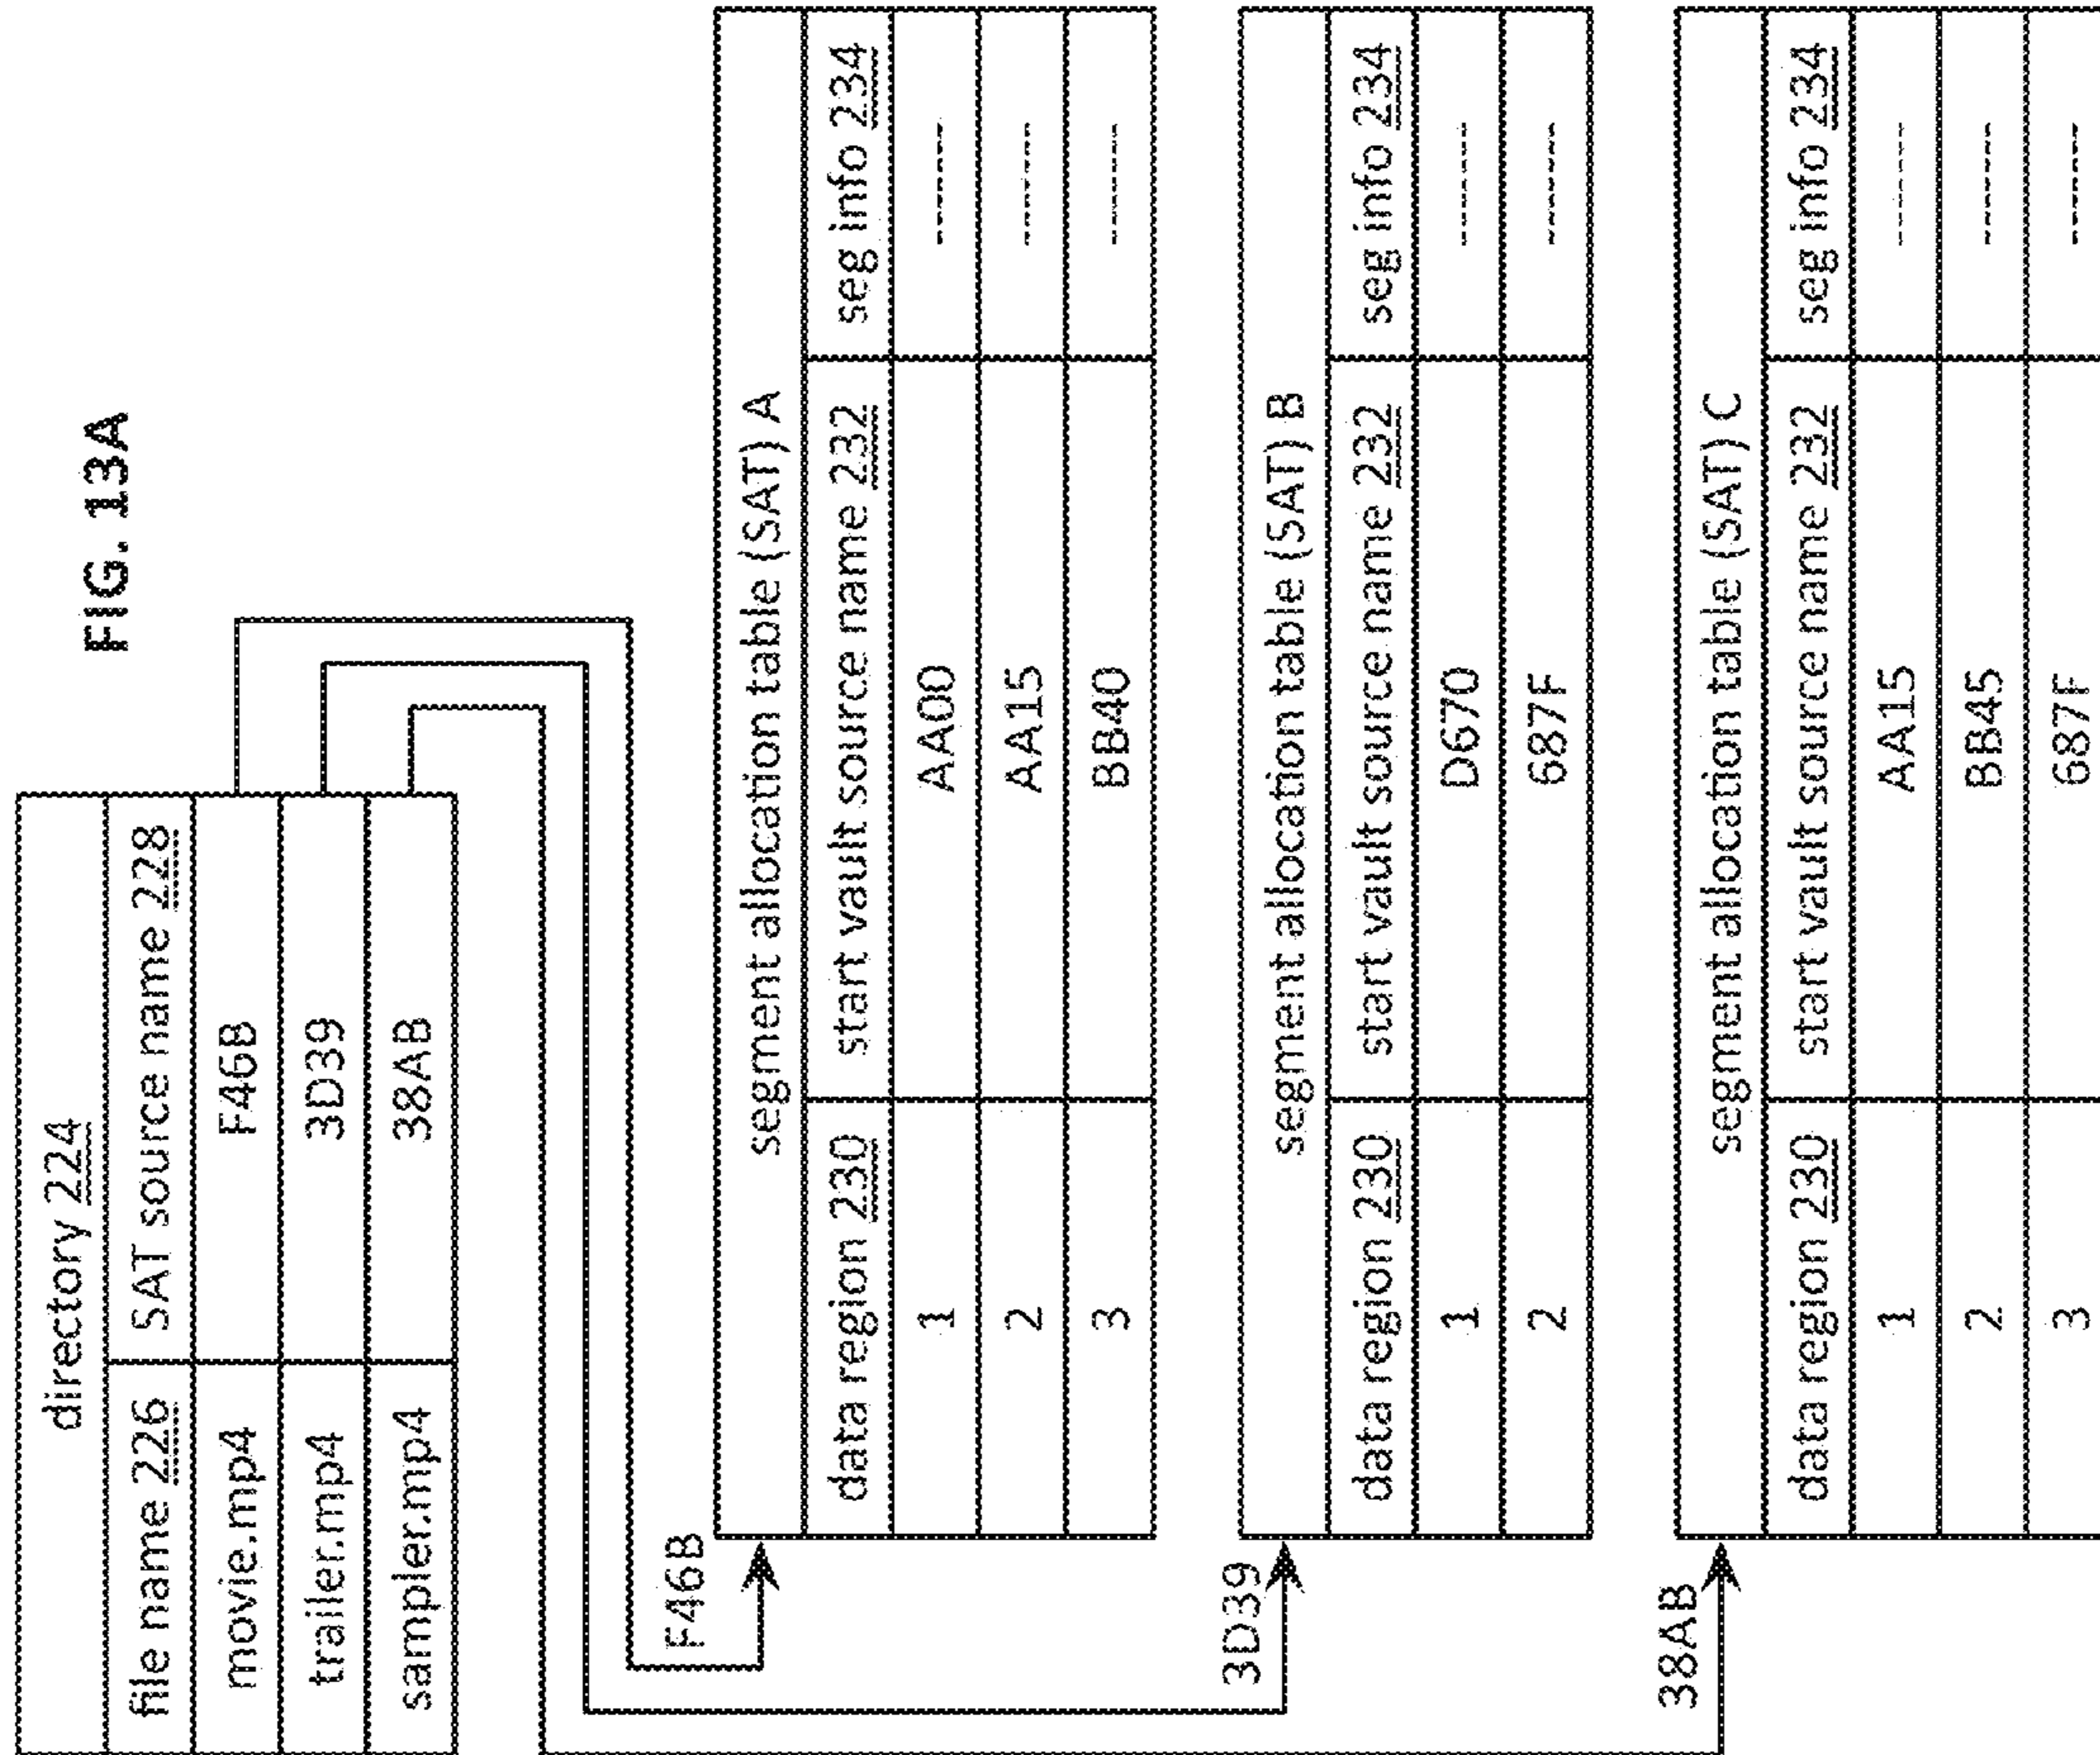 FIG. 13A
directory 224
file name 226 SAT source name 228
movie.mp4 F46B
trailer.mp4 3D39
sampler.mp4 38AB
F46B
segment allocation table (SAT) A
data region 230 start vault source name 232 seg info 234
1 AA00 -------
2 AA15 -------
3 BB40 -------
3D39
segment allocation table (SAT) B
data region 230 start vault source name 232 seg info 234
1 D670 -------
2 687F -------
38AB
segment allocation table (SAT) C
data region 230 start vault source name 232 seg info 234
1 AA15 -------
2 BB45 -------
3 687F -------